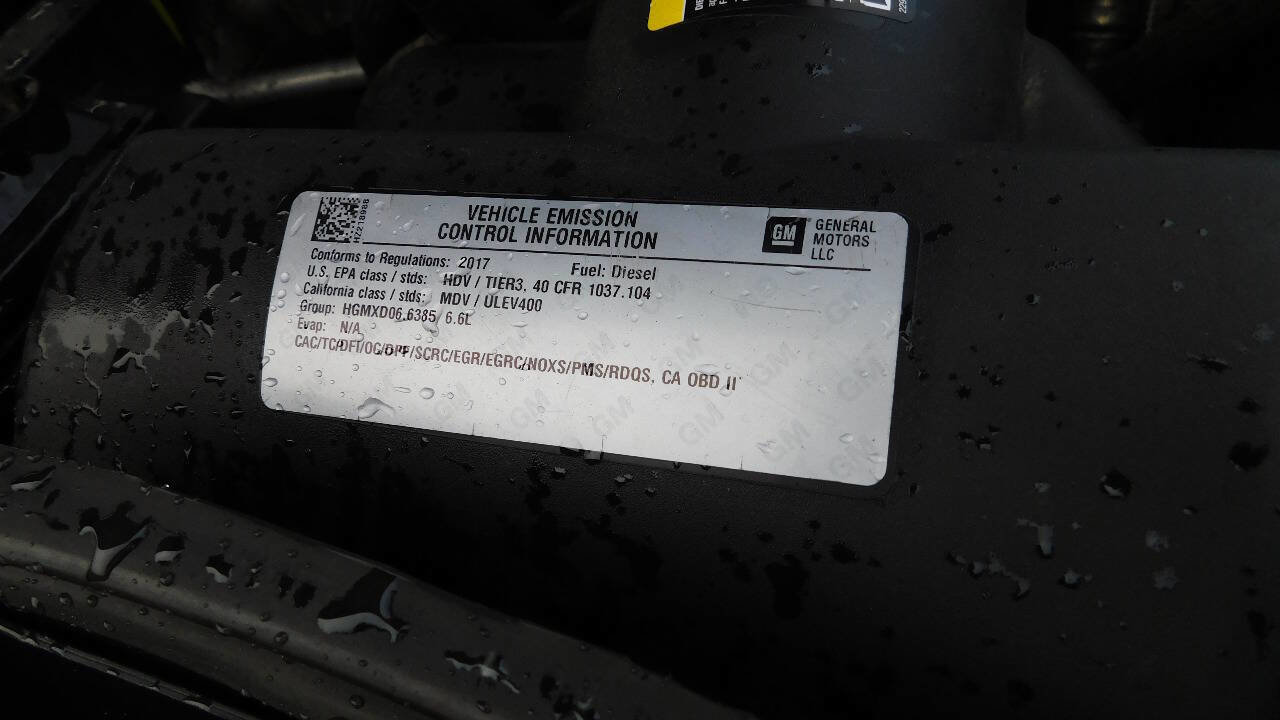 VEHICLE EMISSION
CONTROL INFORMATION
GM
GENERAL
MOTORS
LLC
Conforms to Regulations: 2017 Fuel: Diesel
U.S. EPA class / stds: HDV / TIER3, 40 CFR 1037.104
California class / stds: MDV / ULEV400
Group: HGMXD06.6385 6.6L
Evap: N/A
CAC/TC/DFI/OC/DPF/SCRC/EGR/EGRC/NOXS/PMS/RDQS, CA OBD II